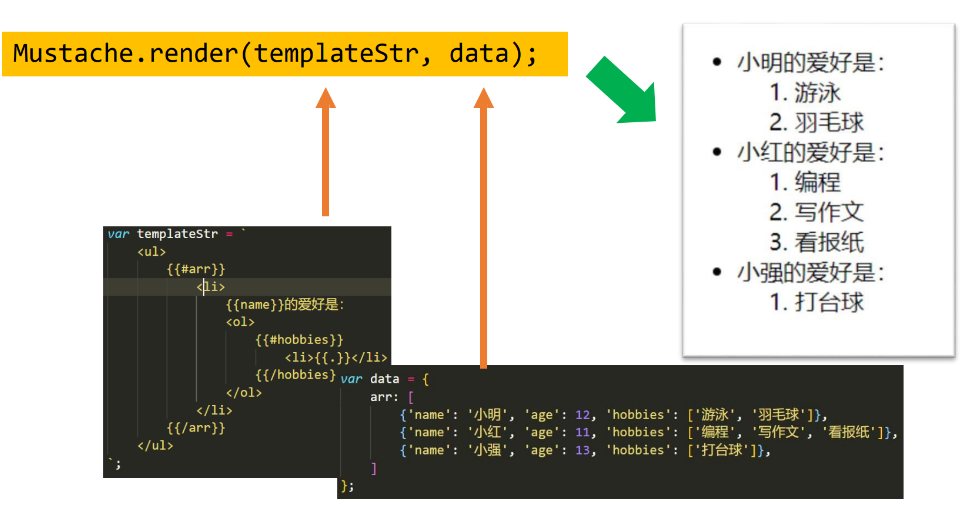 Mustache.render(templateStr, data);
• 小明的爱好是:
1. 游泳
2. 羽毛球
• 小红的爱好是:
1. 编程
2. 写作文
3. 看报纸
• 小强的爱好是:
1. 打台球
var templateStr = `
<ul>
{{#arr}}
<li>
{{name}}的爱好是:
<ol>
{{#hobbies}}
<li>{{.}}</li>
{{/hobbies}
</ol>
</li>
{{/arr}}
</ul>
`;
var data = {
arr: [
{'name': '小明', 'age': 12, 'hobbies': ['游泳', '羽毛球']},
{'name': '小红', 'age': 11, 'hobbies': ['编程', '写作文', '看报纸']},
{'name': '小强', 'age': 13, 'hobbies': ['打台球']},
]
};